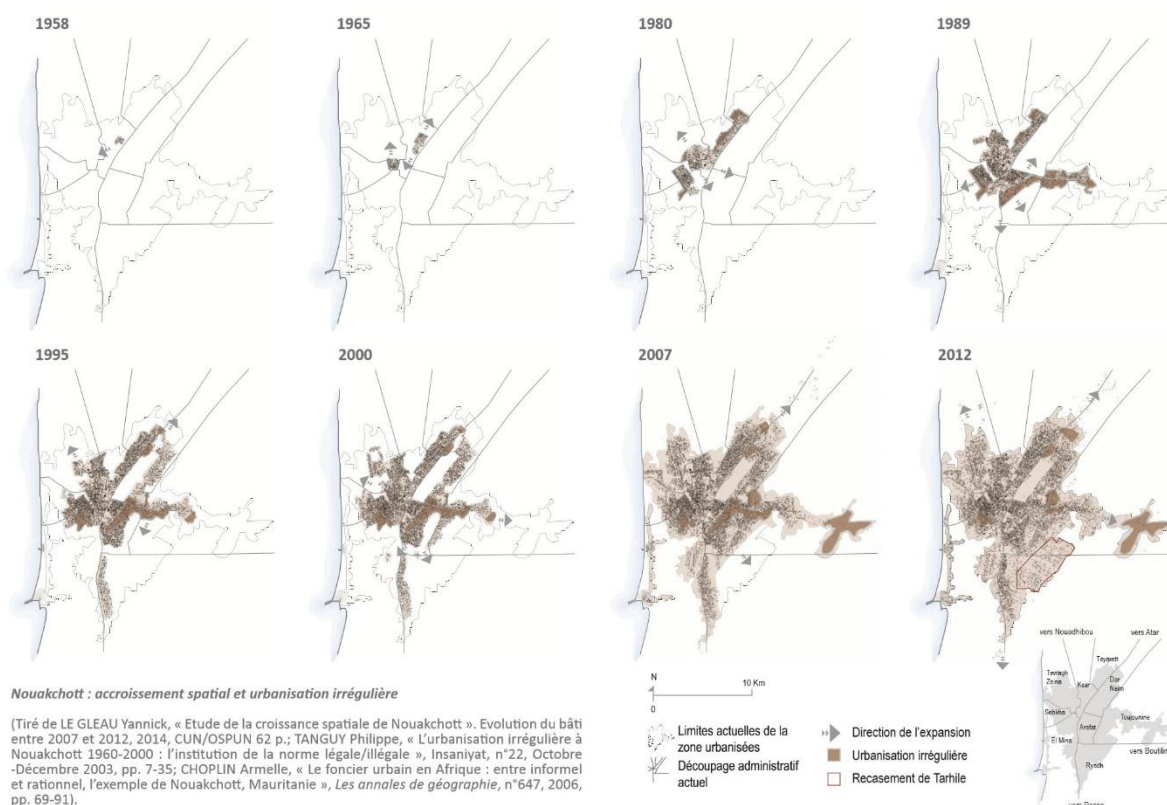 1958
1965
1980
1989
1995
2000
2007
2012
Nouakchott : accroissement spatial et urbanisation irrégulière
(Tiré de LE GLEAU Yannick, « Etude de la croissance spatiale de Nouakchott ». Evolution du bâti
entre 2007 et 2012, 2014, CUN/OSPUN 62 p.; TANGUY Philippe, « L'urbanisation irrégulière à
Nouakchott 1960-2000 : l'institution de la norme légale/illégale », Insaniyat, n°22, Octobre
-Décembre 2003, pp. 7-35; CHOPLIN Armelle, « Le foncier urbain en Afrique : entre informel
et rationnel, l'exemple de Nouakchott, Mauritanie », Les annales de géographie, n°647, 2006,
pp. 69-91).
N
0
10 Km
Limites actuelles de la
zone urbanisées
Découpage administratif
actuel
Direction de l'expansion
Urbanisation irrégulière
Recasement de Tarhile
vers Nouadhibou
vers Atar
Teyarett
Tevragh
Zeina
Ksar
Dar
Naim
Sebkha
Toujounine
Arafat
El Mina
vers Boutilin
Riyadh